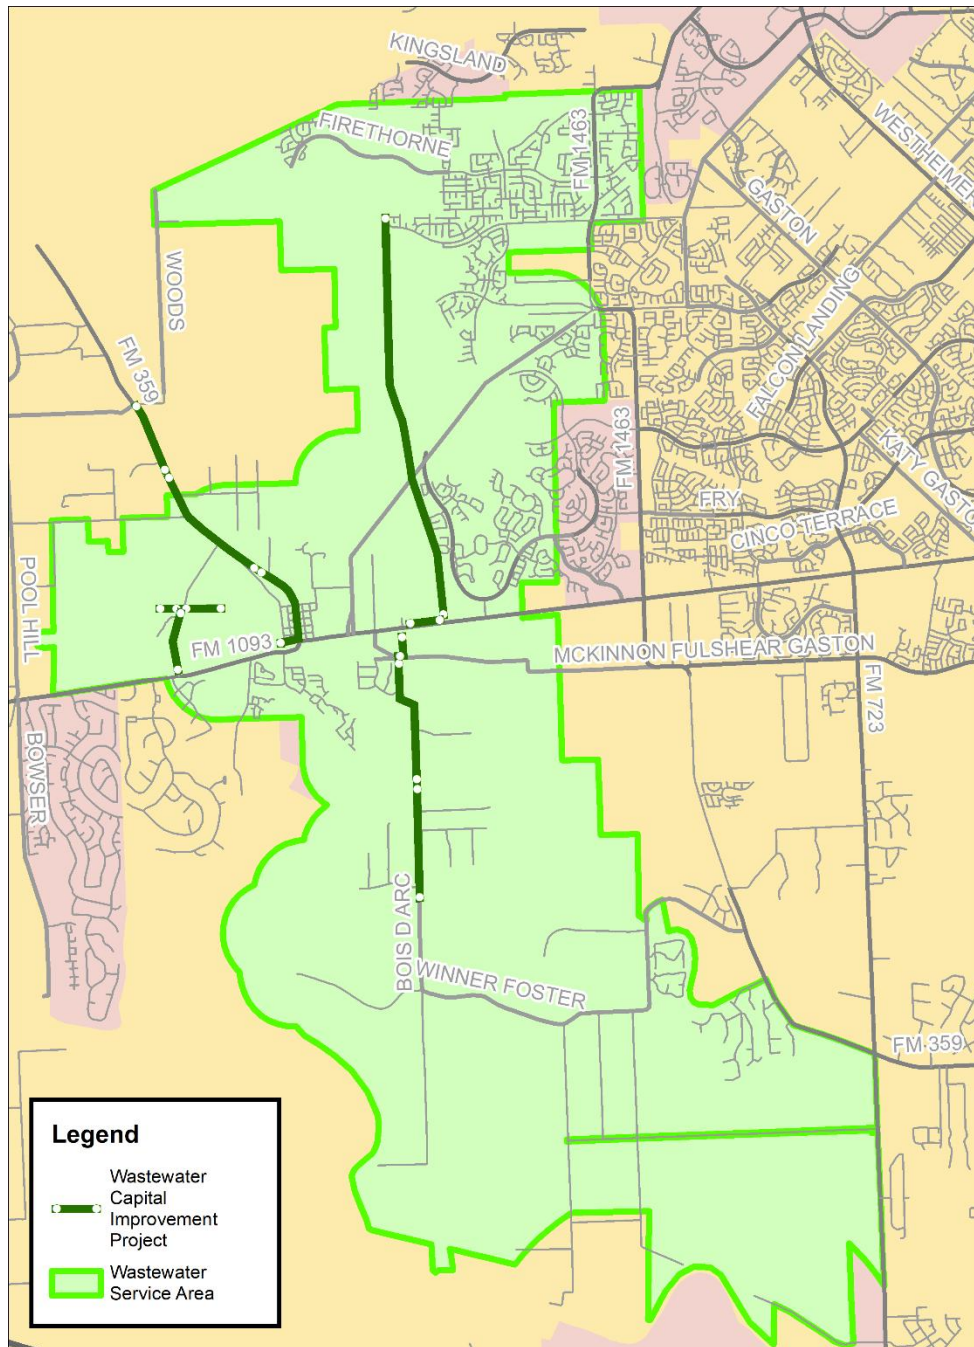 KINGSLAND
FIRETHORNE
FM 1463
WESTHEIMER
GASTON
WOODS
FALCON LANDING
FM 359
FM 1463
KATY GASTO
FRY
CINCO TERRACE
POOL HILL
FM 1093
MCKINNON FULSHEAR GASTON
FM 723
BOWSER
BOIS D ARC
WINNER FOSTER
FM 359
Legend
Wastewater
Capital
Improvement
Project
Wastewater
Service Area